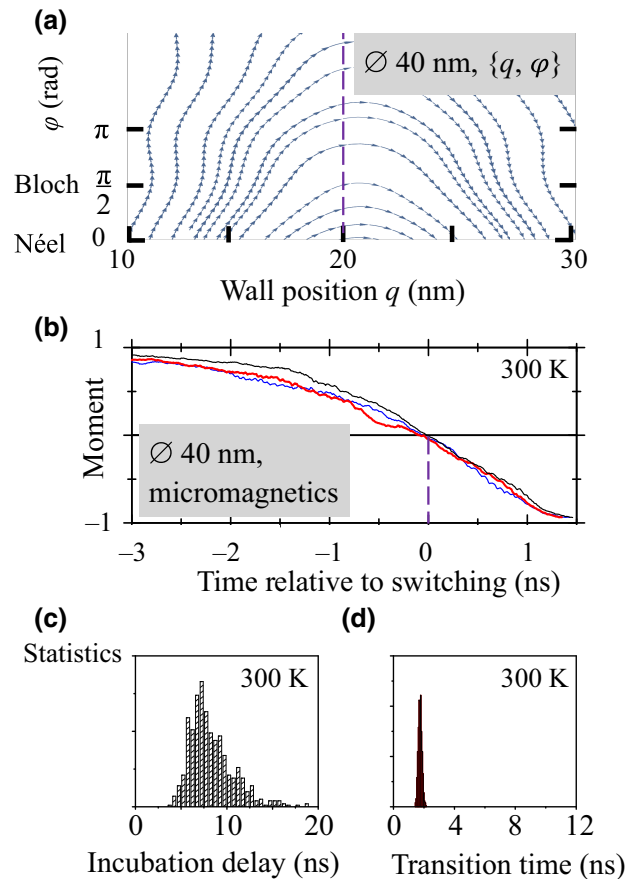 (a)
φ (rad)
∅ 40 nm, {q, φ}
π
Bloch π/2
Néel 0
10 20 30
Wall position q (nm)
(b)
1
300 K
Moment
∅ 40 nm,
micromagnetics
−1
−3 −2 −1 0 1
Time relative to switching (ns)
(c) (d)
Statistics
300 K 300 K
0 10 20 0 4 8 12
Incubation delay (ns) Transition time (ns)